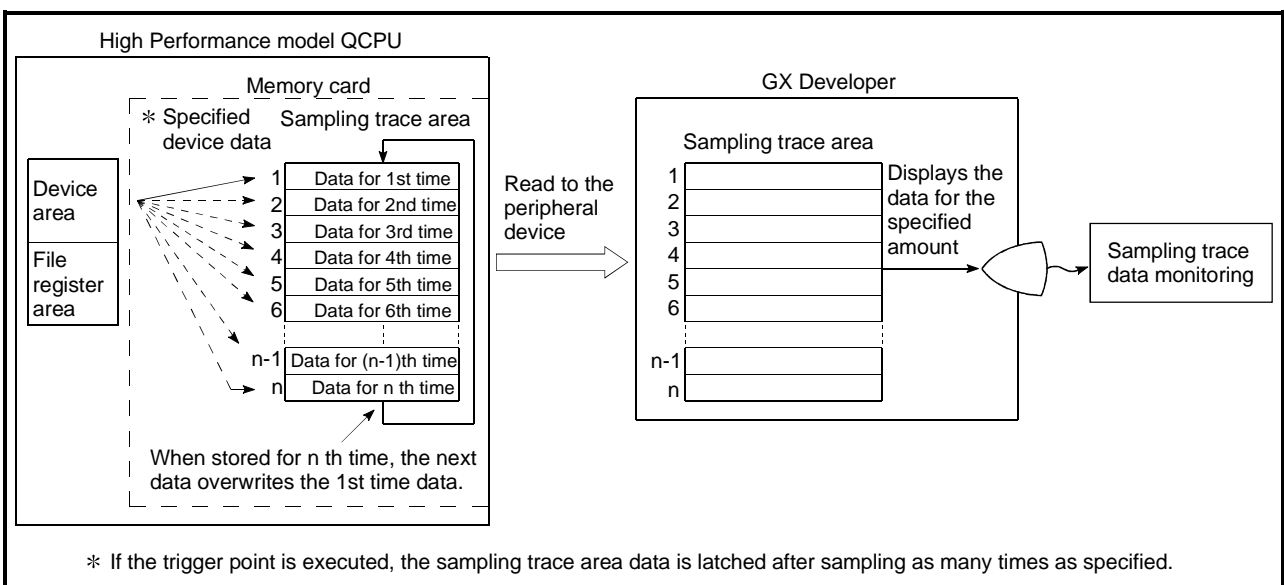 High Performance model QCPU
Memory card
* Specified
device data
Sampling trace area
Device
area
File
register
area
1 Data for 1st time
2 Data for 2nd time
3 Data for 3rd time
4 Data for 4th time
5 Data for 5th time
6 Data for 6th time
n-1 Data for (n-1)th time
n Data for n th time
When stored for n th time, the next
data overwrites the 1st time data.
Read to the
peripheral
device
GX Developer
Sampling trace area
1
2
3
4
5
6
n-1
n
Displays the
data for the
specified
amount
Sampling trace
data monitoring
* If the trigger point is executed, the sampling trace area data is latched after sampling as many times as specified.